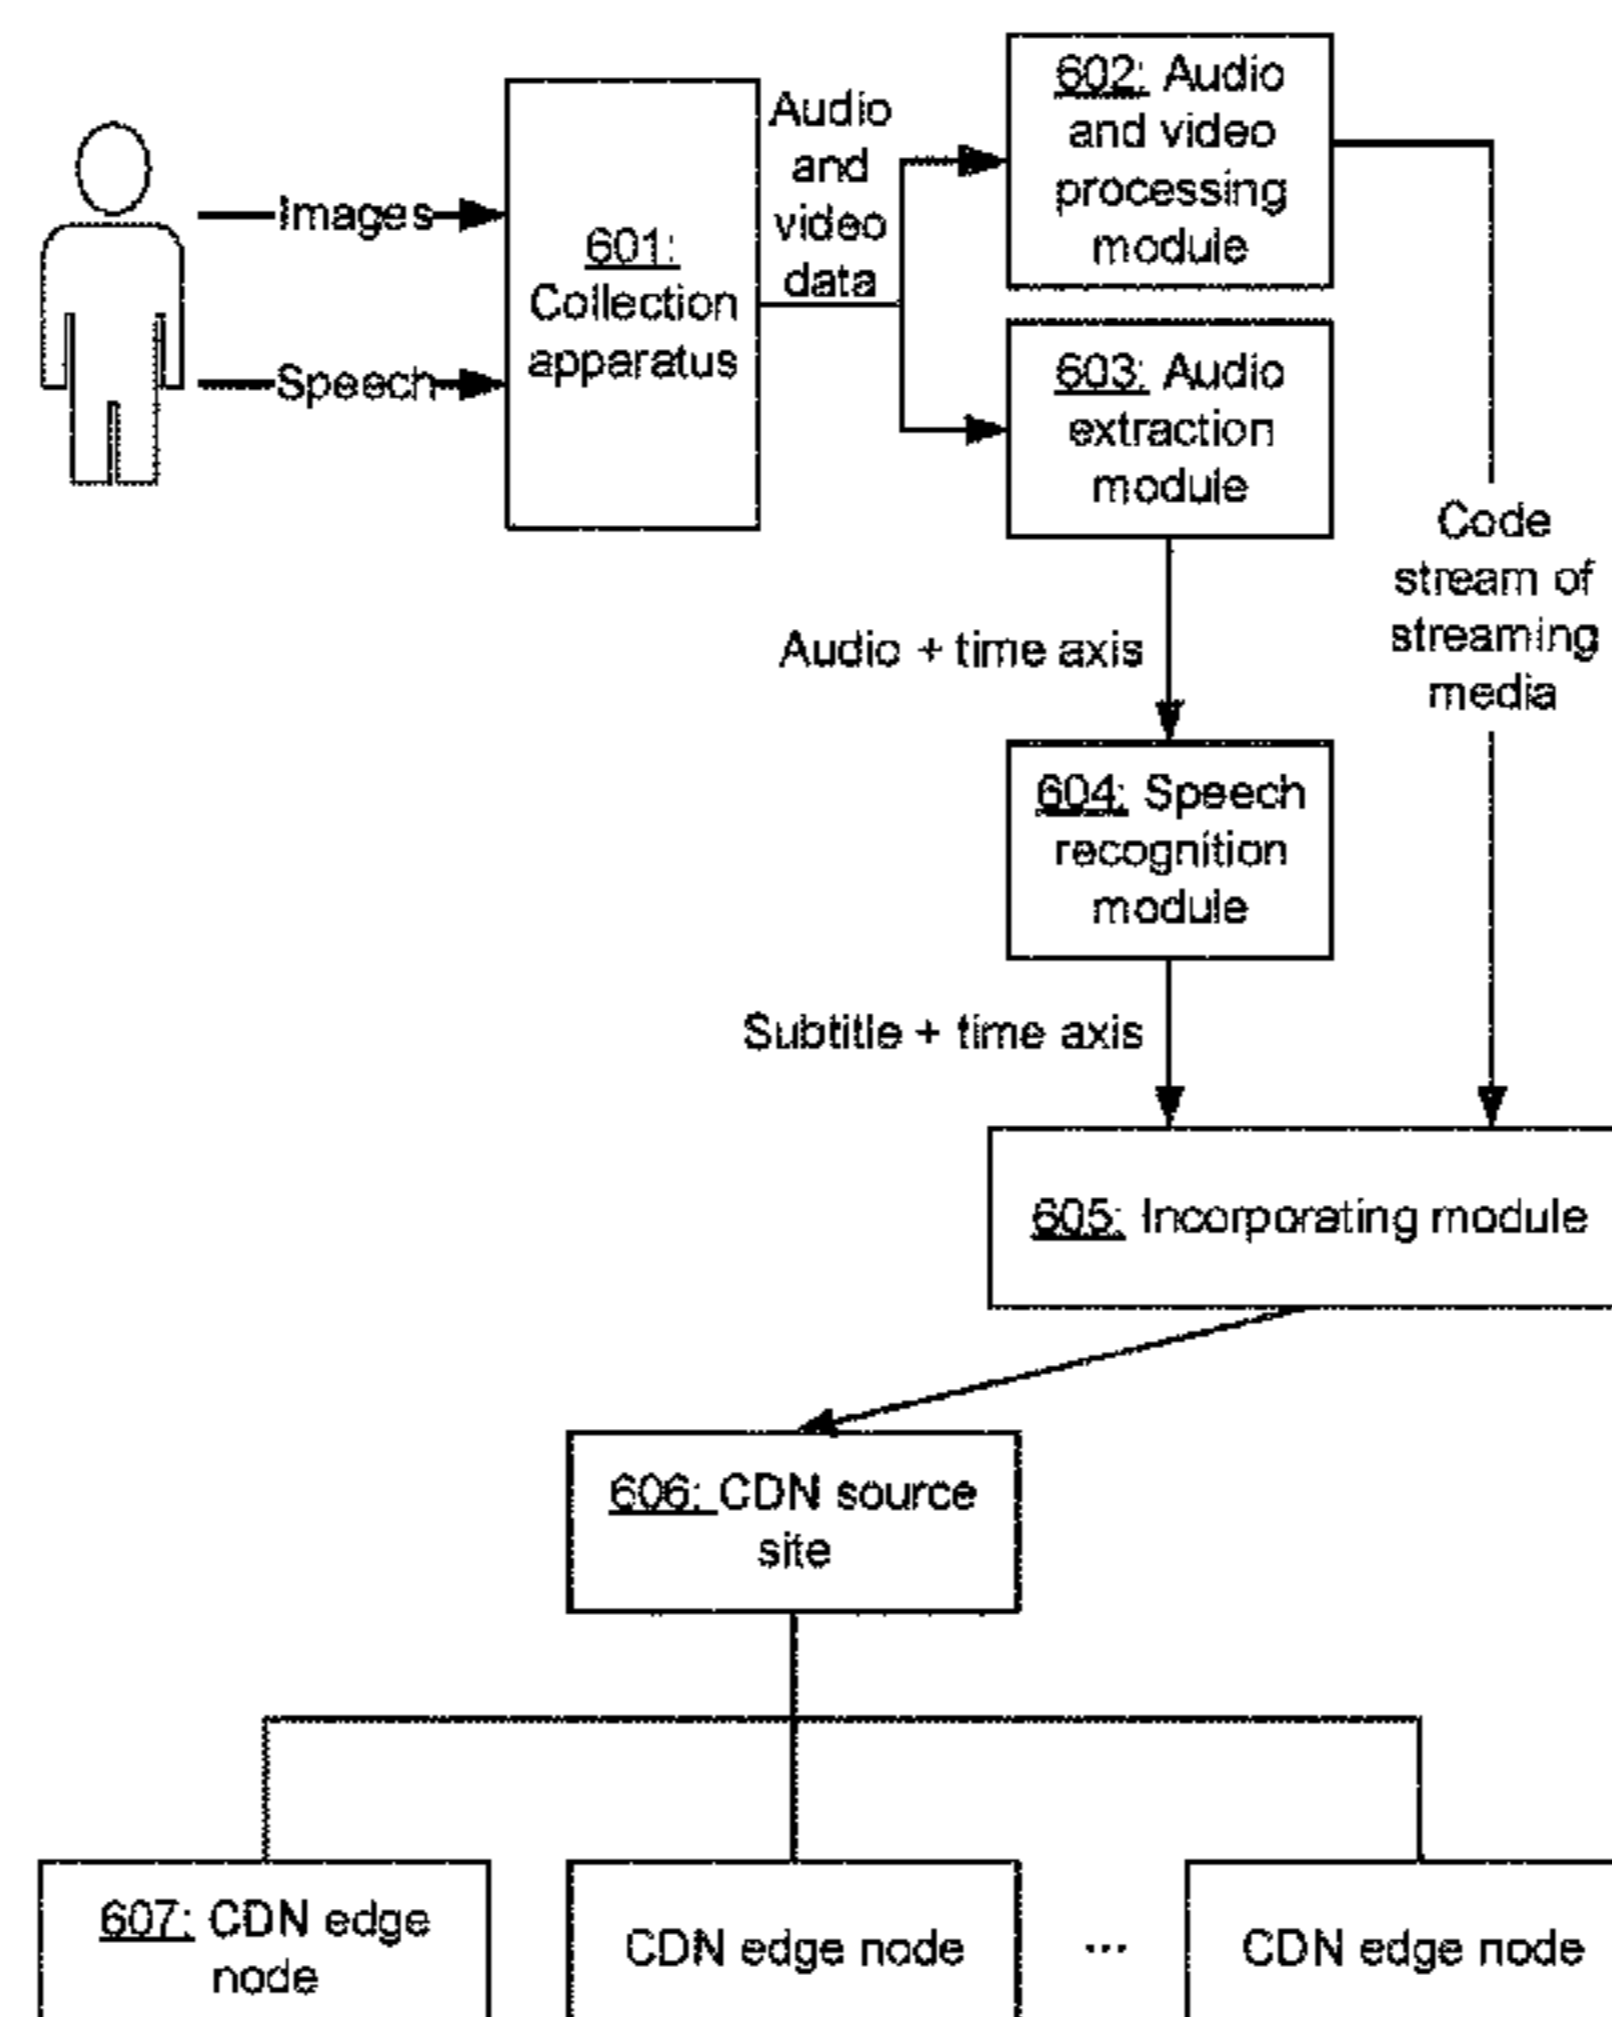 Images
Speech
601:
Collection
apparatus
Audio
and
video
data
602: Audio
and video
processing
module
603: Audio
extraction
module
Code
stream of
streaming
media
Audio + time axis
604: Speech
recognition
module
Subtitle + time axis
605: Incorporating module
606: CDN source
site
607: CDN edge
node
CDN edge node
...
CDN edge node